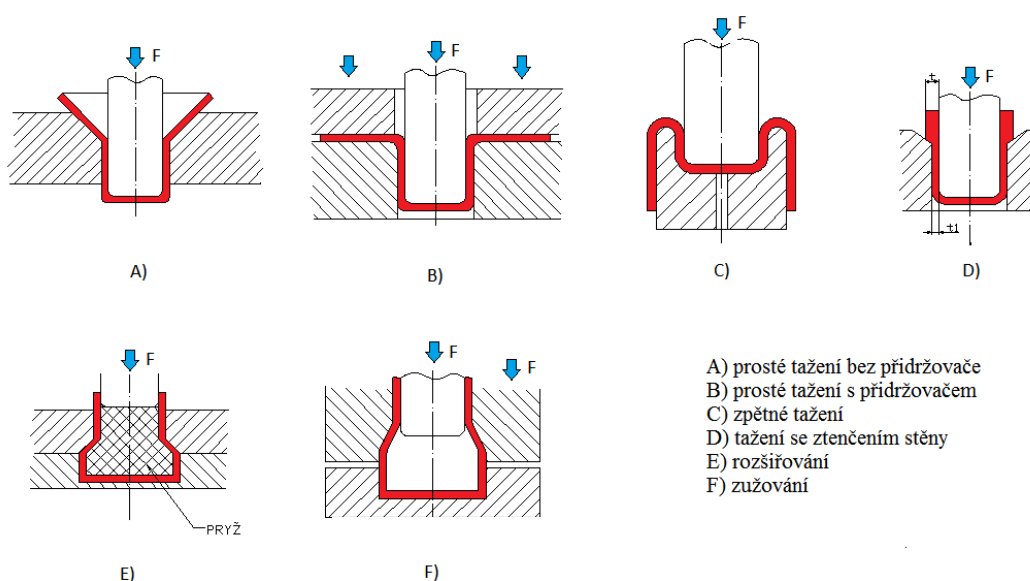 F
F
F
t
F
A)
B)
C)
t1
D)
F
F
F
PRYŽ
E)
F)
A) prosté tažení bez přidržovače
B) prosté tažení s přidržovačem
C) zpětné tažení
D) tažení se ztenčením stěny
E) rozšiřování
F) zužování